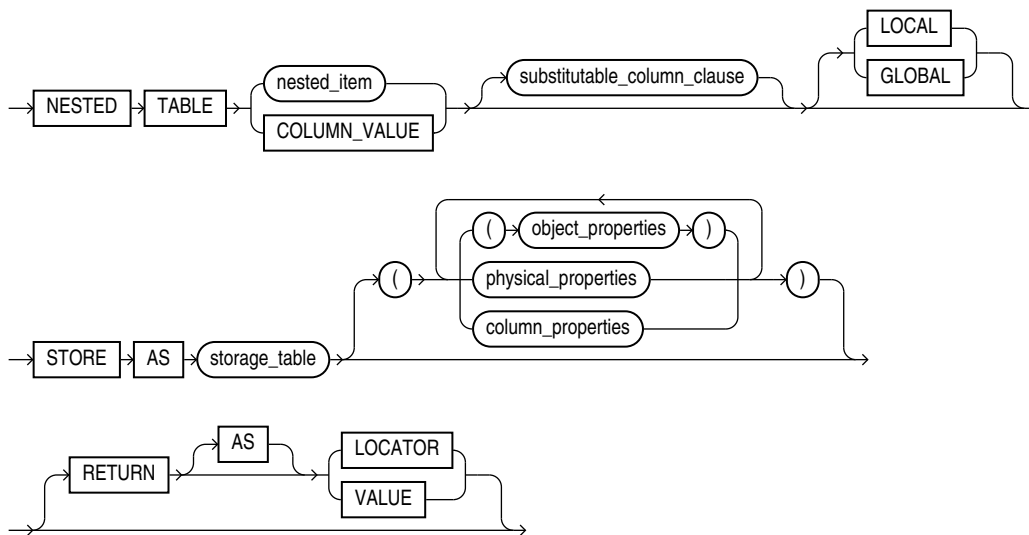 LOCAL
nested_item substitutable_column_clause GLOBAL
NESTED TABLE COLUMN_VALUE
( object_properties )
( physical_properties )
column_properties
STORE AS storage_table
AS LOCATOR
RETURN VALUE